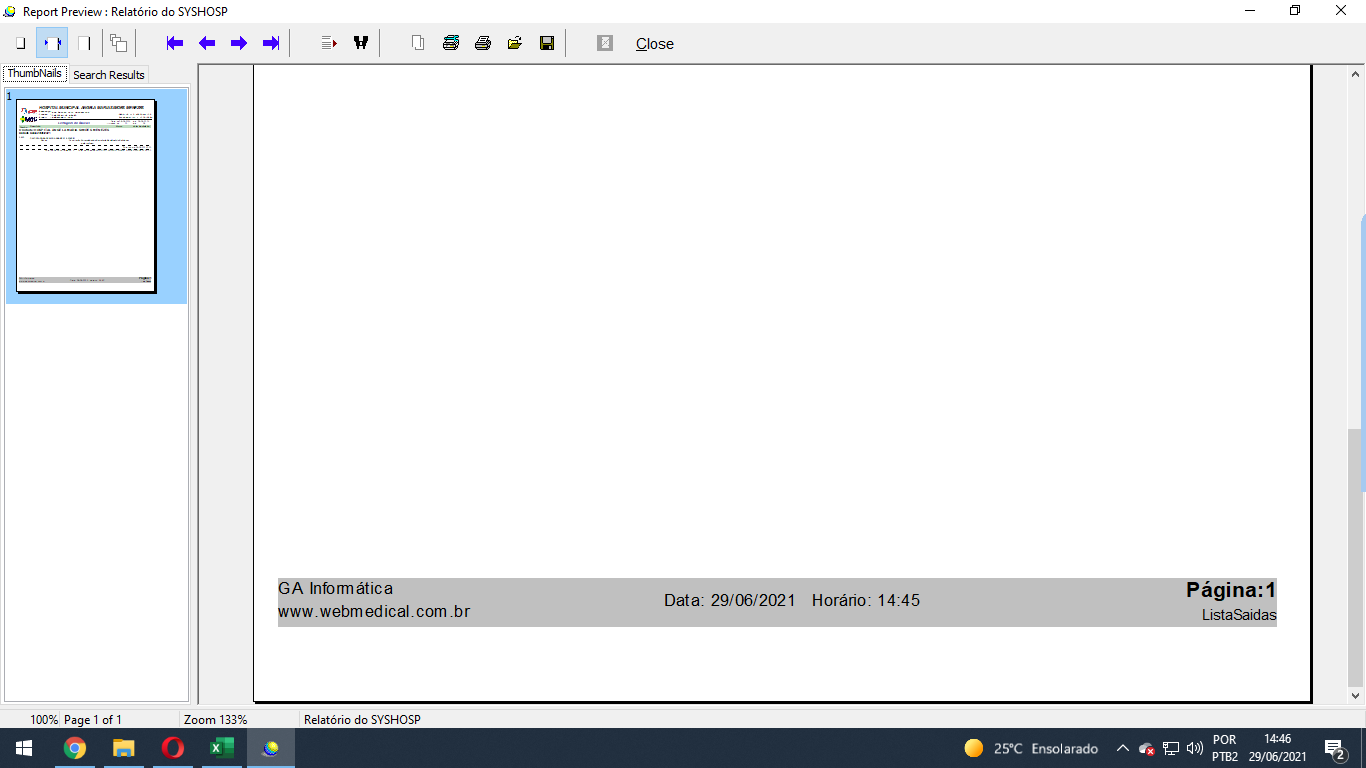 Report Preview : Relatório do SYSHOSP
Close
ThumbNails
Search Results
1
GA Informática
www.webmedical.com.br
Data: 29/06/2021 Horário: 14:45
Página:1
ListaSaidas
100% Page 1 of 1 Zoom 133% Relatório do SYSHOSP
25°C Ensolarado
POR
PTB2
14:46
29/06/2021
2